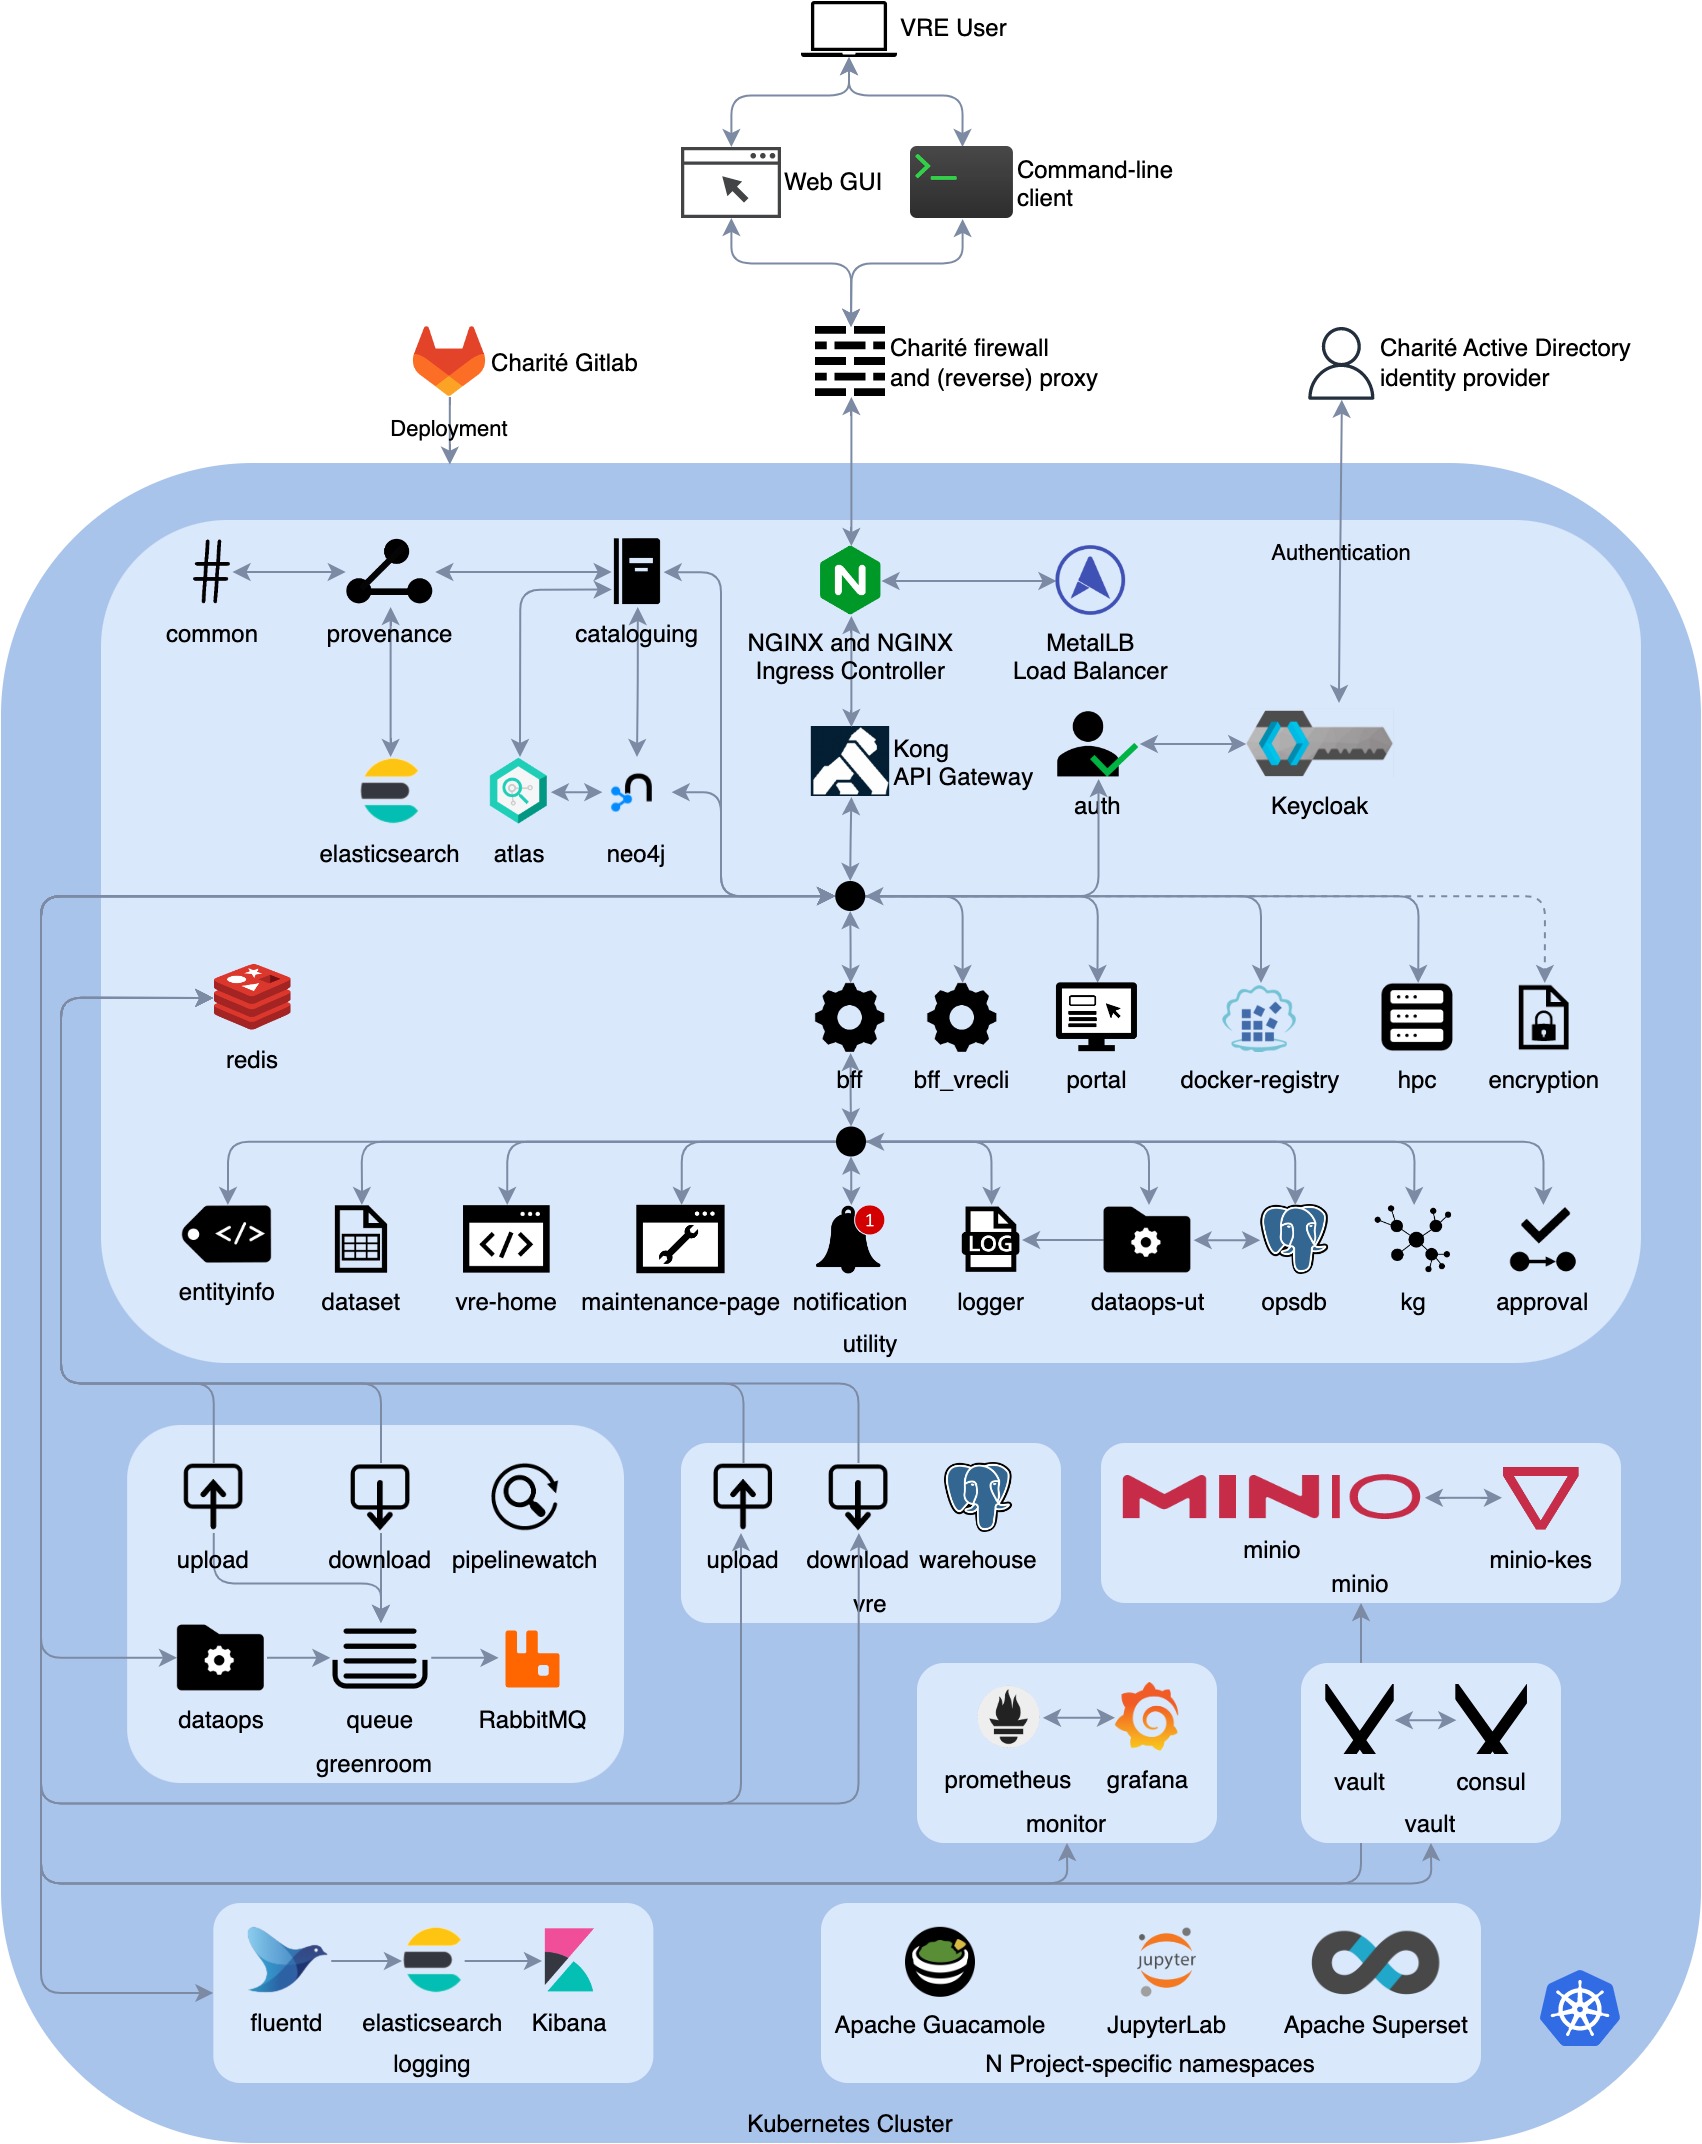 VRE User
Web GUI
Command-line
client
Charité Gitlab
Charité firewall
and (reverse) proxy
Charité Active Directory
identity provider
Deployment
Authentication
common
provenance
cataloguing
NGINX and NGINX
Ingress Controller
MetalLB
Load Balancer
Kong
API Gateway
auth
Keycloak
elasticsearch
atlas
neo4j
redis
bff
bff_vrecli
portal
docker-registry
hpc
encryption
</>
</>
1
LOG
entityinfo
dataset
vre-home
maintenance-page
notification
logger
dataops-ut
opsdb
kg
approval
utility
upload
download
pipelinewatch
upload
download
warehouse
vre
MINIO
minio
minio-kes
minio
dataops
queue
RabbitMQ
greenroom
prometheus
grafana
monitor
vault
consul
vault
fluentd
elasticsearch
Kibana
logging
jupyter
Apache Guacamole
JupyterLab
Apache Superset
N Project-specific namespaces
Kubernetes Cluster